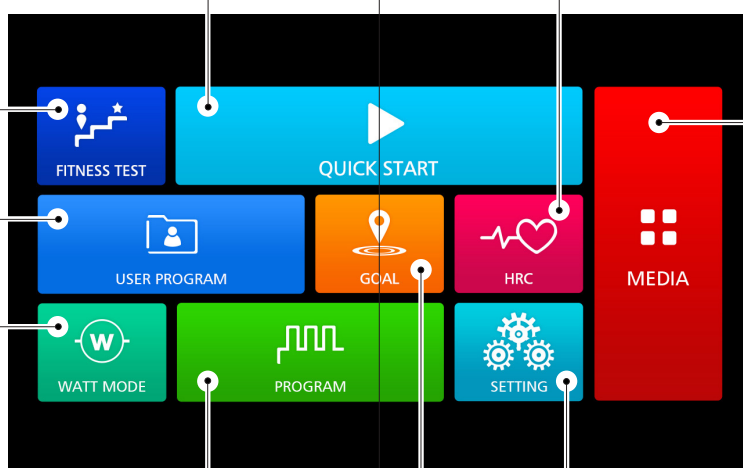 FITNESS TEST
QUICK START
USER PROGRAM
GOAL
HRC
MEDIA
W
WATT MODE
PROGRAM
SETTING